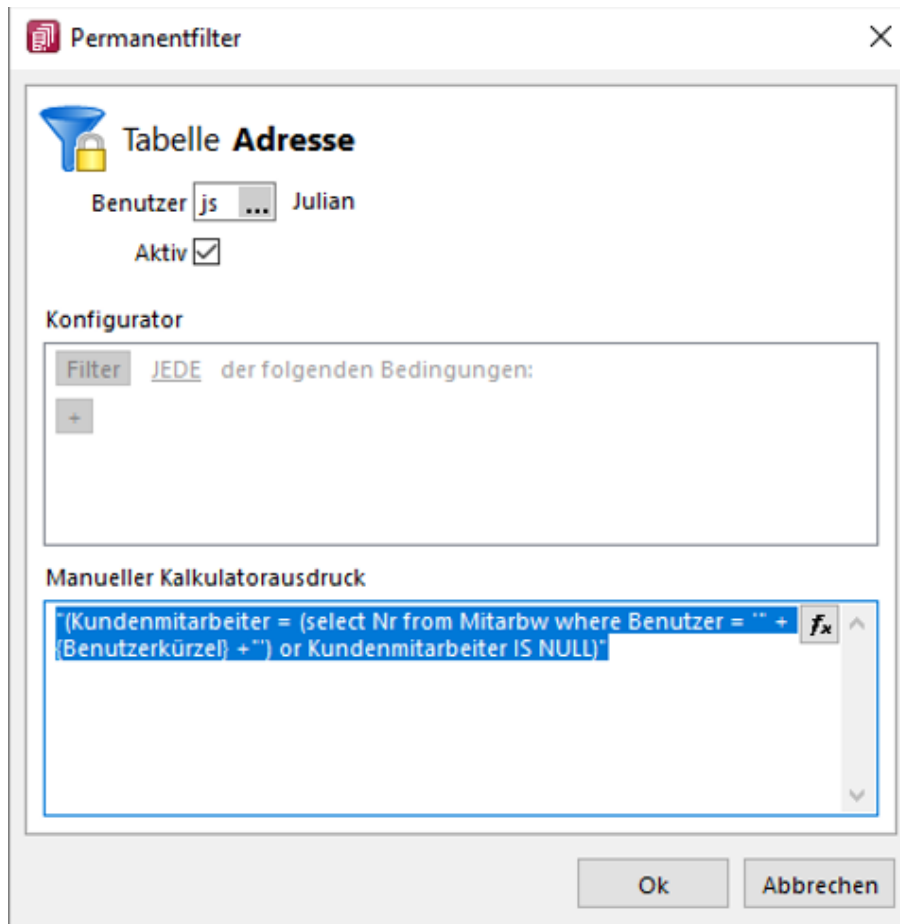 Permanentfilter
Tabelle Adresse
Benutzer js ... Julian
Aktiv
Konfigurator
Filter JEDE der folgenden Bedingungen:
+
Manueller Kalkulatorausdruck
"(Kundenmitarbeiter = (select Nr from Mitarbw where Benutzer = '" +
{Benutzerkürzel} +"') or Kundenmitarbeiter IS NULL)"
fx
Ok Abbrechen